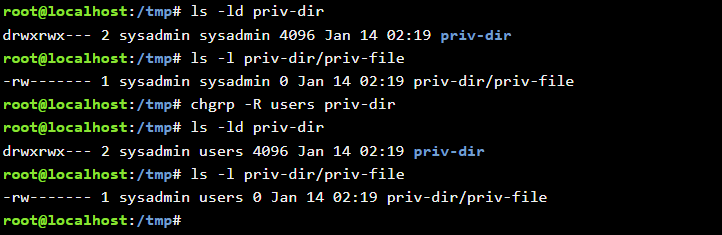 root@localhost:/tmp# ls -ld priv-dir
drwxrwx--- 2 sysadmin sysadmin 4096 Jan 14 02:19 priv-dir
root@localhost:/tmp# ls -l priv-dir/priv-file
-rw------- 1 sysadmin sysadmin 0 Jan 14 02:19 priv-dir/priv-file
root@localhost:/tmp# chgrp -R users priv-dir
root@localhost:/tmp# ls -ld priv-dir
drwxrwx--- 2 sysadmin users 4096 Jan 14 02:19 priv-dir
root@localhost:/tmp# ls -l priv-dir/priv-file
-rw------- 1 sysadmin users 0 Jan 14 02:19 priv-dir/priv-file
root@localhost:/tmp#